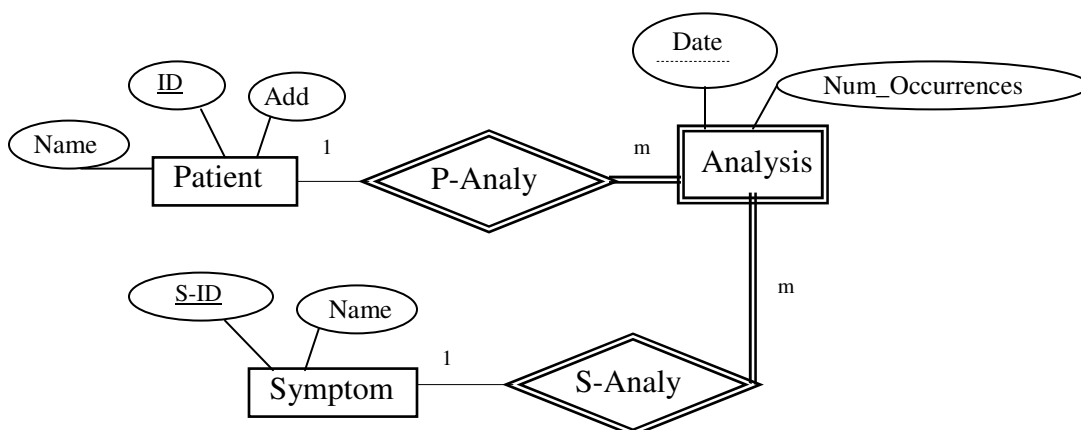 Date
ID
Add
Num_Occurrences
Name
1
m
Patient
P-Analy
Analysis
S-ID
Name
m
1
Symptom
S-Analy